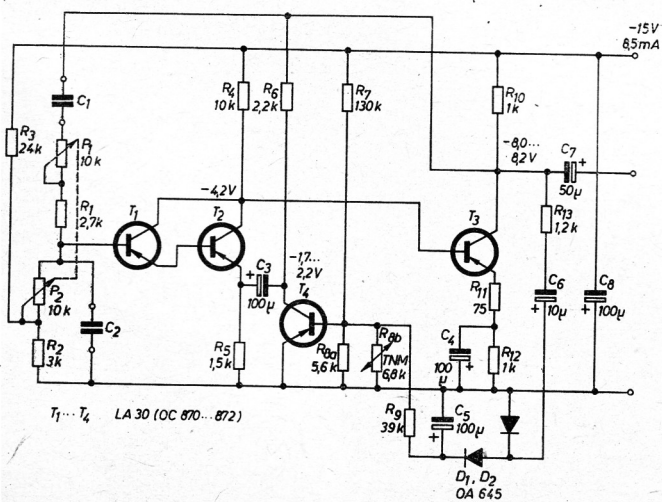 -15V
8,5mA
R4
10k
R6
2,2k
R7
130k
R10
1k
C1
R3
24k
P1
10k
-8,0...
8,2V
C7
+
50µ
R1
2,7k
T1
-4,2V
T2
T3
R13
1,2k
C3
+
100µ
-1,7...
2,2V
T4
R11
75
C6
+
10µ
C8
+
100µ
P2
10k
C2
R2
3k
R5
1,5k
R8a
5,6k
R8b
TNM
6,8k
C4
100
µ
+
R12
1k
T1...T4 LA30 (OC 870...872)
R9
39k
C5
100µ
+
D1, D2
OA 645